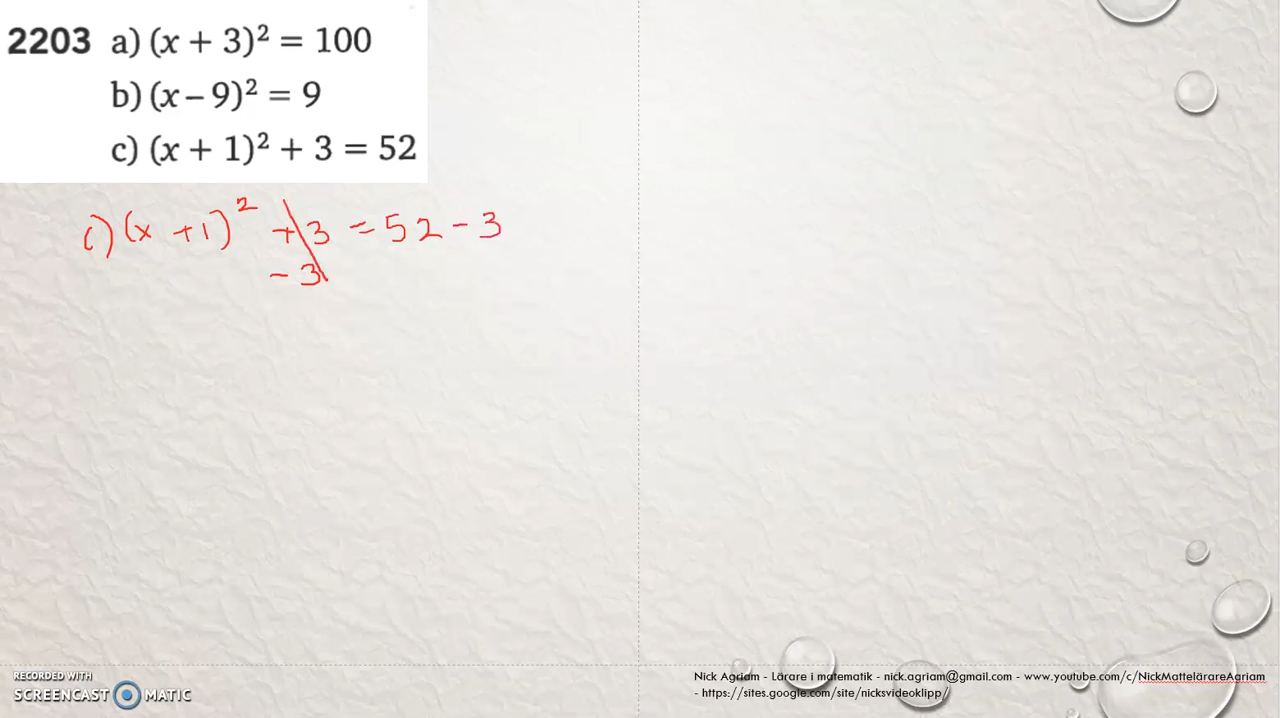 2203 a) (x + 3)² = 100
b) (x – 9)² = 9
c) (x + 1)² + 3 = 52
c) (x + 1)² + 3 = 52 - 3
- 3
RECORDED WITH
SCREENCAST MATIC
Nick Agriam - Lärare i matematik - nick.agriam@gmail.com - www.youtube.com/c/NickMattelärareAgriam
- https://sites.google.com/site/nicksvideoklipp/